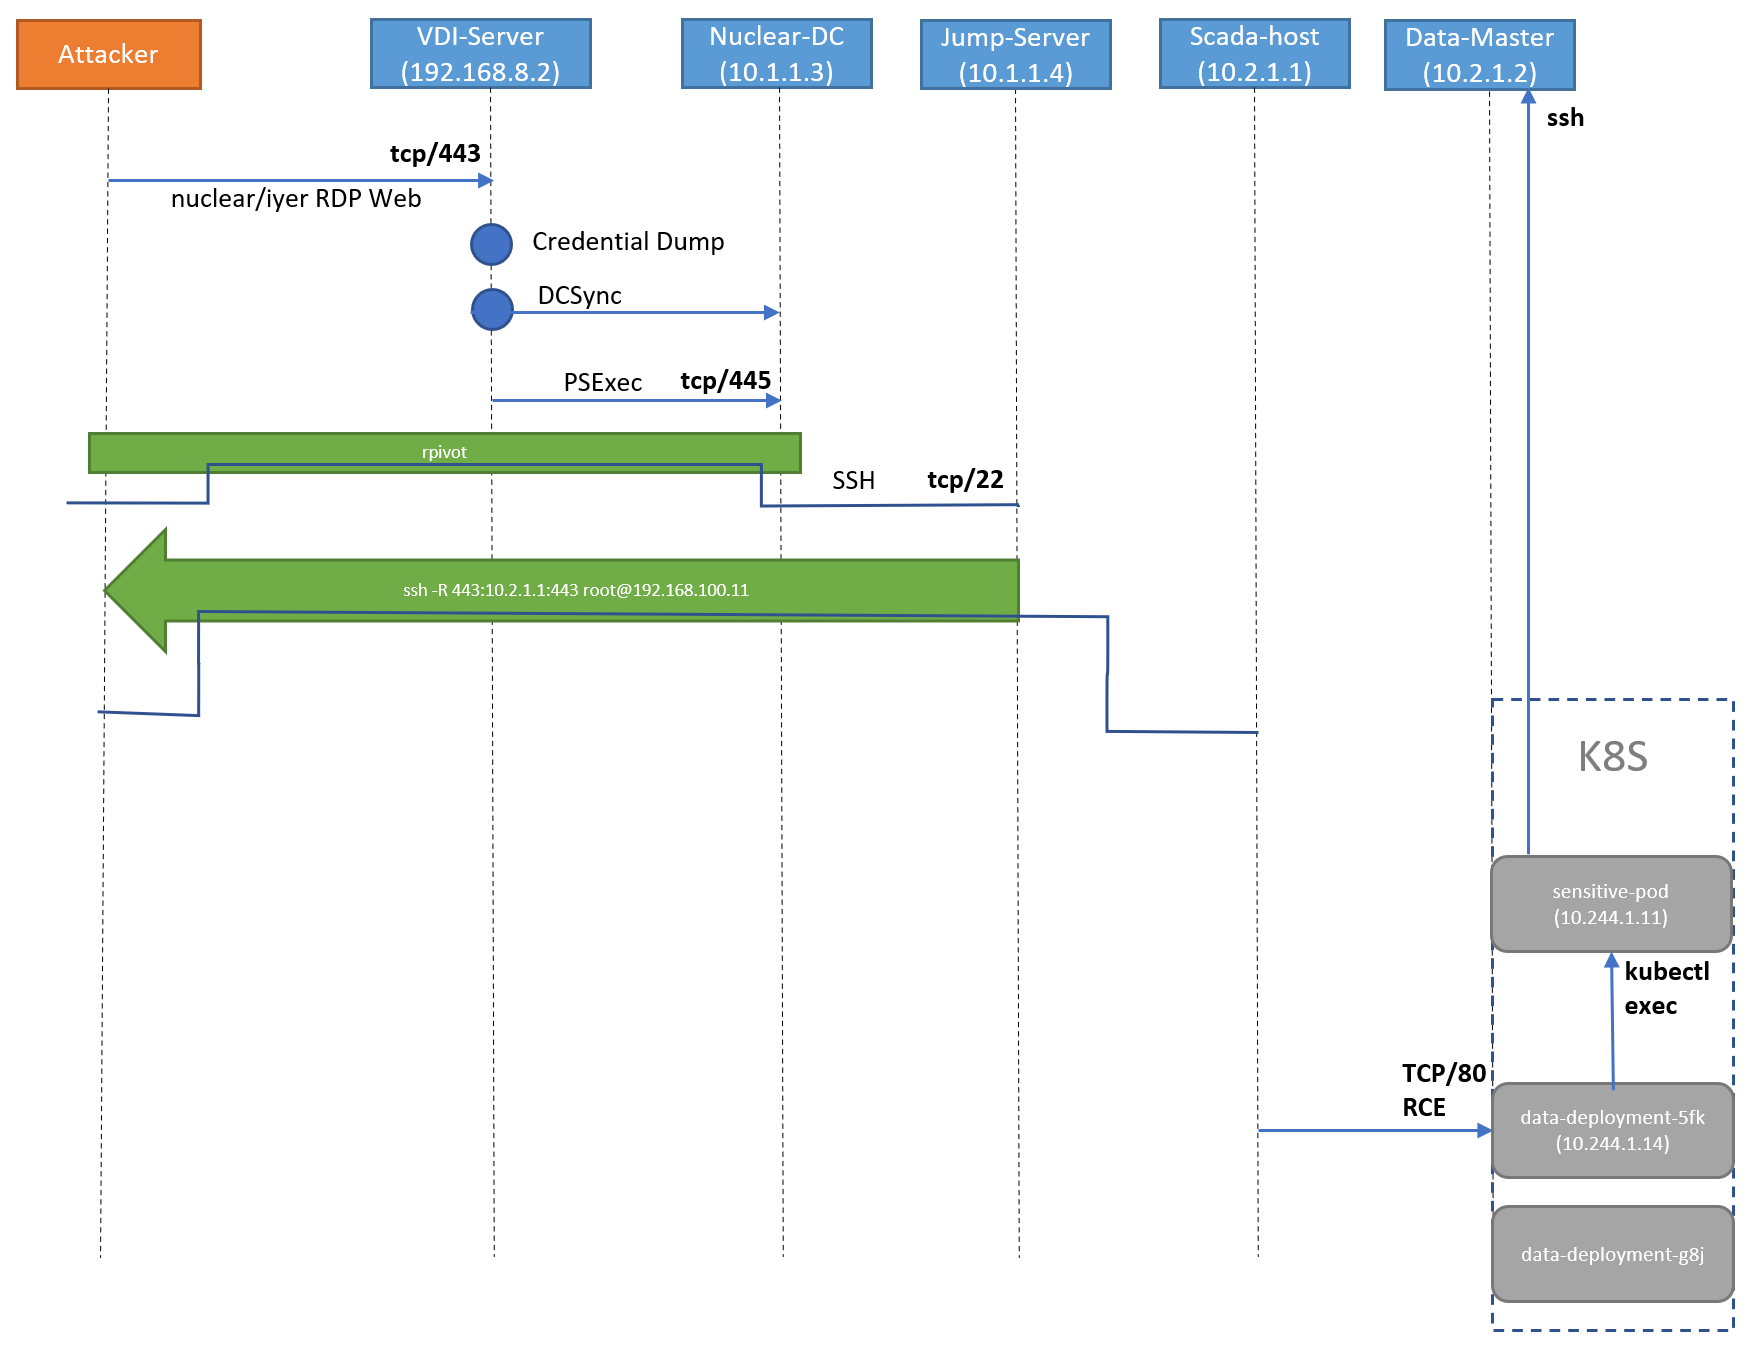 Attacker
VDI-Server
(192.168.8.2)
Nuclear-DC
(10.1.1.3)
Jump-Server
(10.1.1.4)
Scada-host
(10.2.1.1)
Data-Master
(10.2.1.2)
ssh
tcp/443
nuclear/iyer RDP Web
Credential Dump
DCSync
PSExec
tcp/445
rpivot
SSH
tcp/22
ssh -R 443:10.2.1.1:443 root@192.168.100.11
K8S
sensitive-pod
(10.244.1.11)
kubectl
exec
TCP/80
RCE
data-deployment-5fk
(10.244.1.14)
data-deployment-g8j